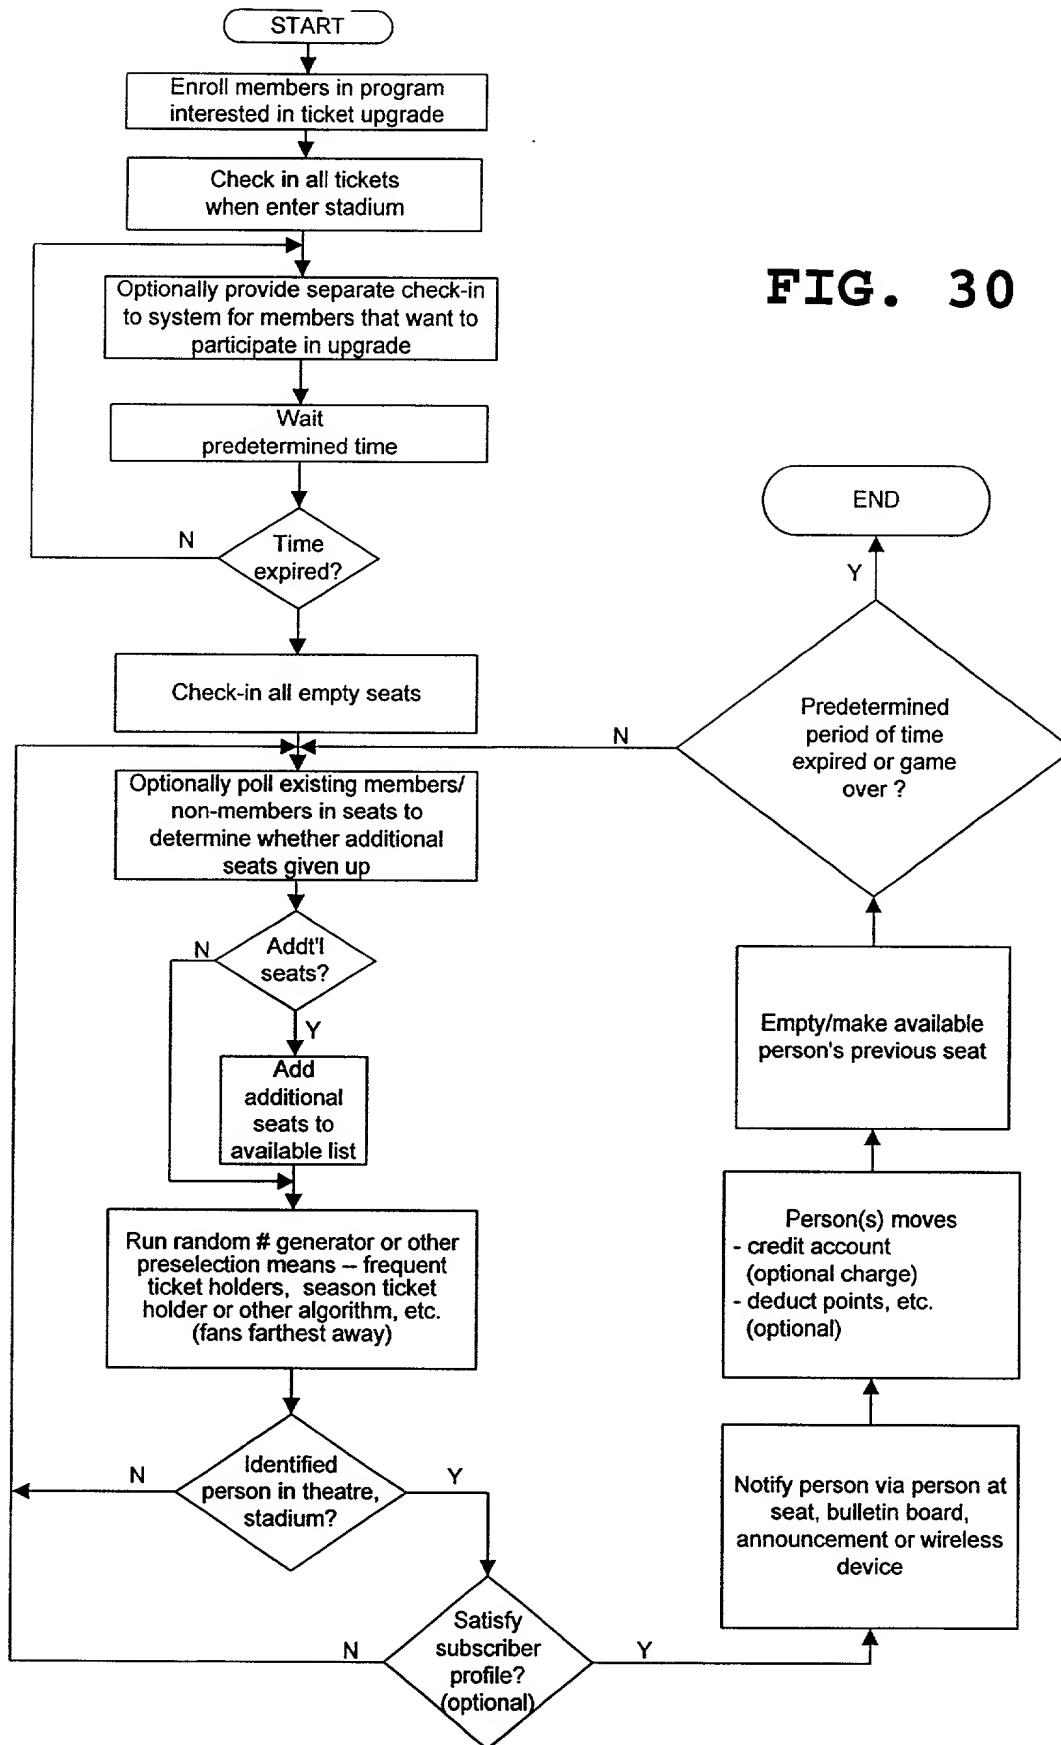 START
Enroll members in program
interested in ticket upgrade
Check in all tickets
when enter stadium
FIG. 30
Optionally provide separate check-in
to system for members that want to
participate in upgrade
Wait
predetermined time
N
Time
expired?
Check-in all empty seats
Optionally poll existing members/
non-members in seats to
determine whether additional
seats given up
N
Addt'l
seats?
Y
Add
additional
seats to
available list
Run random # generator or other
preselection means – frequent
ticket holders, season ticket
holder or other algorithm, etc.
(fans farthest away)
N
Identified
person in theatre,
stadium?
Y
N
Satisfy
subscriber
profile?
(optional)
Y
Notify person via person at
seat, bulletin board,
announcement or wireless
device
Person(s) moves
- credit account
(optional charge)
- deduct points, etc.
(optional)
Empty/make available
person's previous seat
N
Predetermined
period of time
expired or game
over ?
Y
END